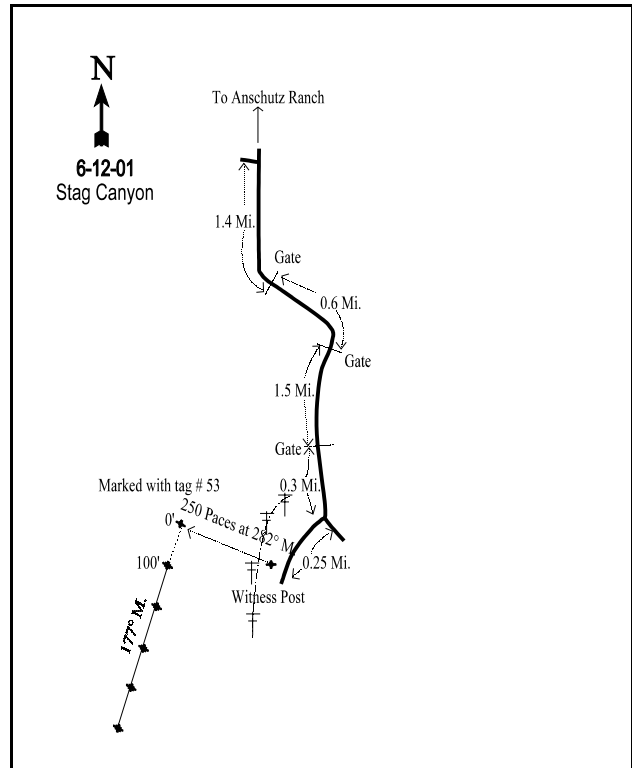 N
6-12-01
Stag Canyon
To Anschutz Ranch
1.4 Mi.
Gate
0.6 Mi.
Gate
1.5 Mi.
Gate
0.3 Mi.
Marked with tag # 53
0'
250 Paces at 282° M.
100'
0.25 Mi.
Witness Post
177° M.